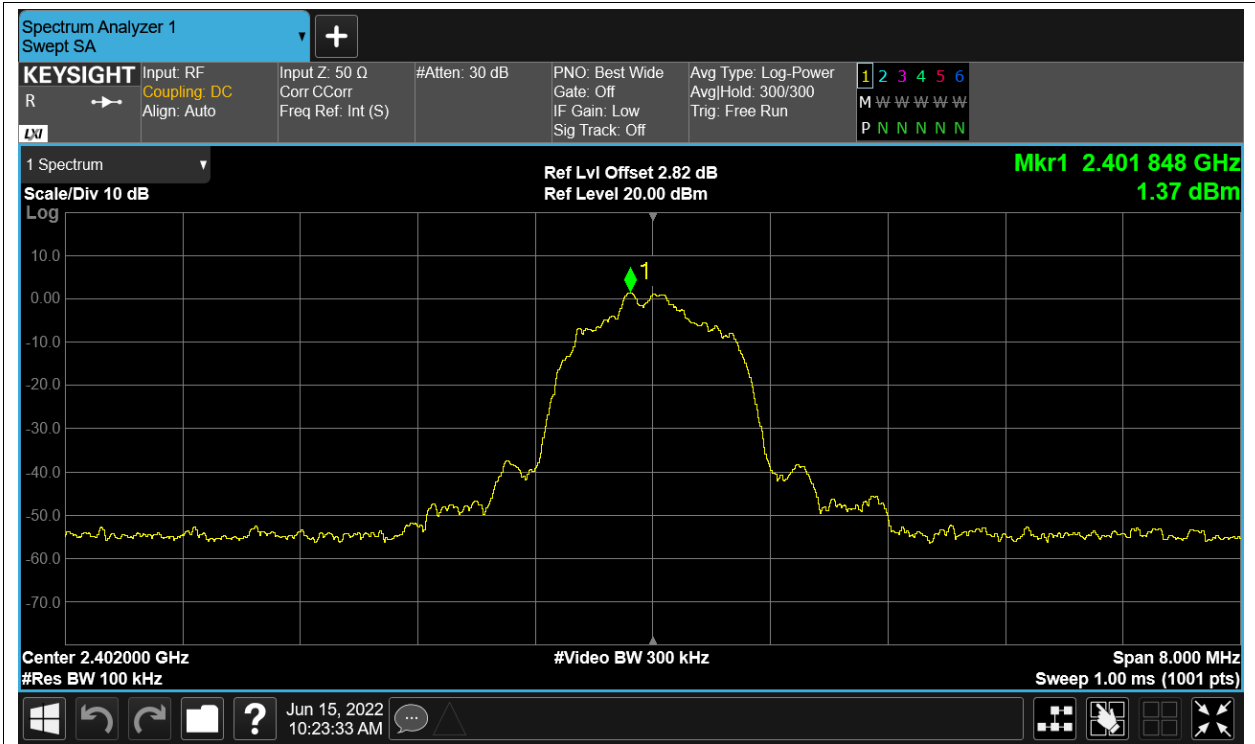 Spectrum Analyzer 1
Swept SA
KEYSIGHT
R
LXI
Input: RF
Coupling: DC
Align: Auto
Input Z: 50 Ω
Corr CCorr
Freq Ref: Int (S)
#Atten: 30 dB
PNO: Best Wide
Gate: Off
IF Gain: Low
Sig Track: Off
Avg Type: Log-Power
Avg|Hold: 300/300
Trig: Free Run
1 2 3 4 5 6
M W W W W W
P N N N N N
1 Spectrum
Scale/Div 10 dB
Log
Ref Lvl Offset 2.82 dB
Ref Level 20.00 dBm
Mkr1 2.401 848 GHz
1.37 dBm
1
10.0
0.00
-10.0
-20.0
-30.0
-40.0
-50.0
-60.0
-70.0
Center 2.402000 GHz
#Res BW 100 kHz
#Video BW 300 kHz
Span 8.000 MHz
Sweep 1.00 ms (1001 pts)
?
Jun 15, 2022
10:23:33 AM